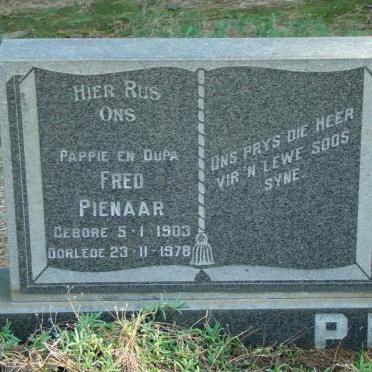 HIER RUS
ONS
PAPPIE EN OUPA
FRED
PIENAAR
GEBORE 5-1-1903
OORLEDE 23-11-1978
ONS PRYS DIE HEER
VIR 'N LEWE SOOS
SYNE.